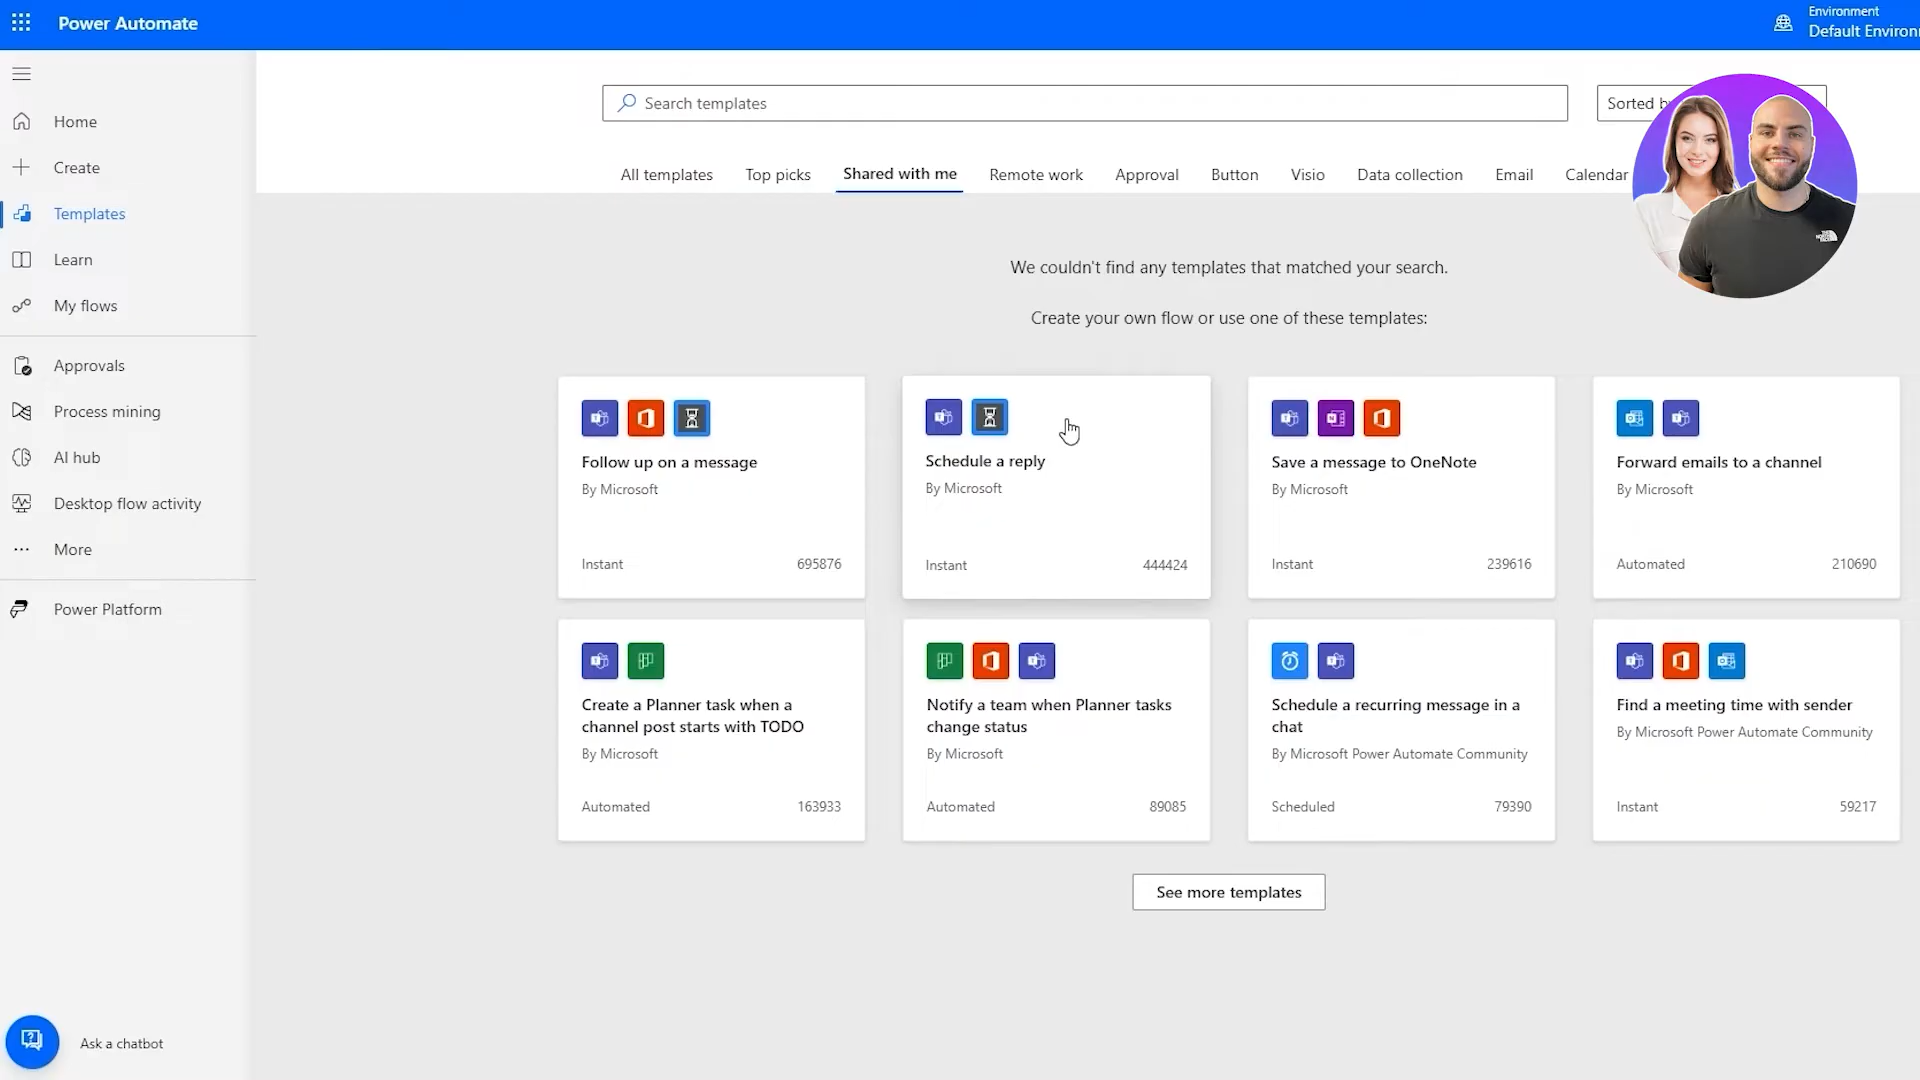 Power Automate
Environment
Default Environ
Search templates
Sorted b
Home
Create
Templates
Learn
My flows
Approvals
Process mining
AI hub
Desktop flow activity
More
Power Platform
Ask a chatbot
All templates
Top picks
Shared with me
Remote work
Approval
Button
Visio
Data collection
Email
Calendar
We couldn't find any templates that matched your search.
Create your own flow or use one of these templates:
Follow up on a message
By Microsoft
Instant 695876
Schedule a reply
By Microsoft
Instant 444424
Save a message to OneNote
By Microsoft
Instant 239616
Forward emails to a channel
By Microsoft
Automated 210690
Create a Planner task when a
channel post starts with TODO
By Microsoft
Automated 163933
Notify a team when Planner tasks
change status
By Microsoft
Automated 89085
Schedule a recurring message in a
chat
By Microsoft Power Automate Community
Scheduled 79390
Find a meeting time with sender
By Microsoft Power Automate Community
Instant 59217
See more templates